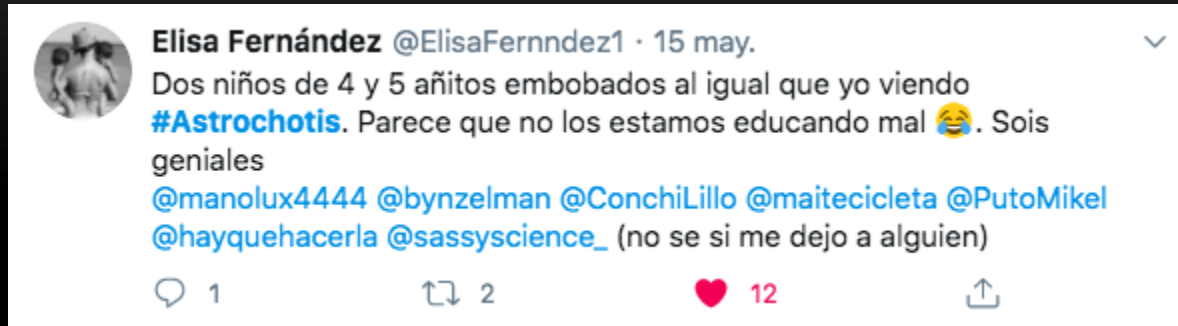 Elisa Fernández @ElisaFernndez1 · 15 may.
Dos niños de 4 y 5 añitos embobados al igual que yo viendo
#Astrochotis. Parece que no los estamos educando mal 😂. Sois
geniales
@manolux4444 @bynzelman @ConchiLillo @maitecicleta @PutoMikel
@hayquehacerla @sassyscience_ (no se si me dejo a alguien)
1 2 12